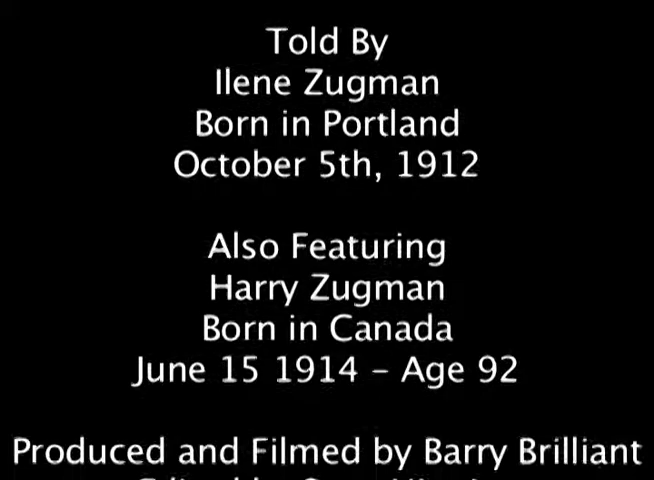 Told By
Ilene Zugman
Born in Portland
October 5th, 1912
Also Featuring
Harry Zugman
Born in Canada
June 15 1914 - Age 92
Produced and Filmed by Barry Brilliant